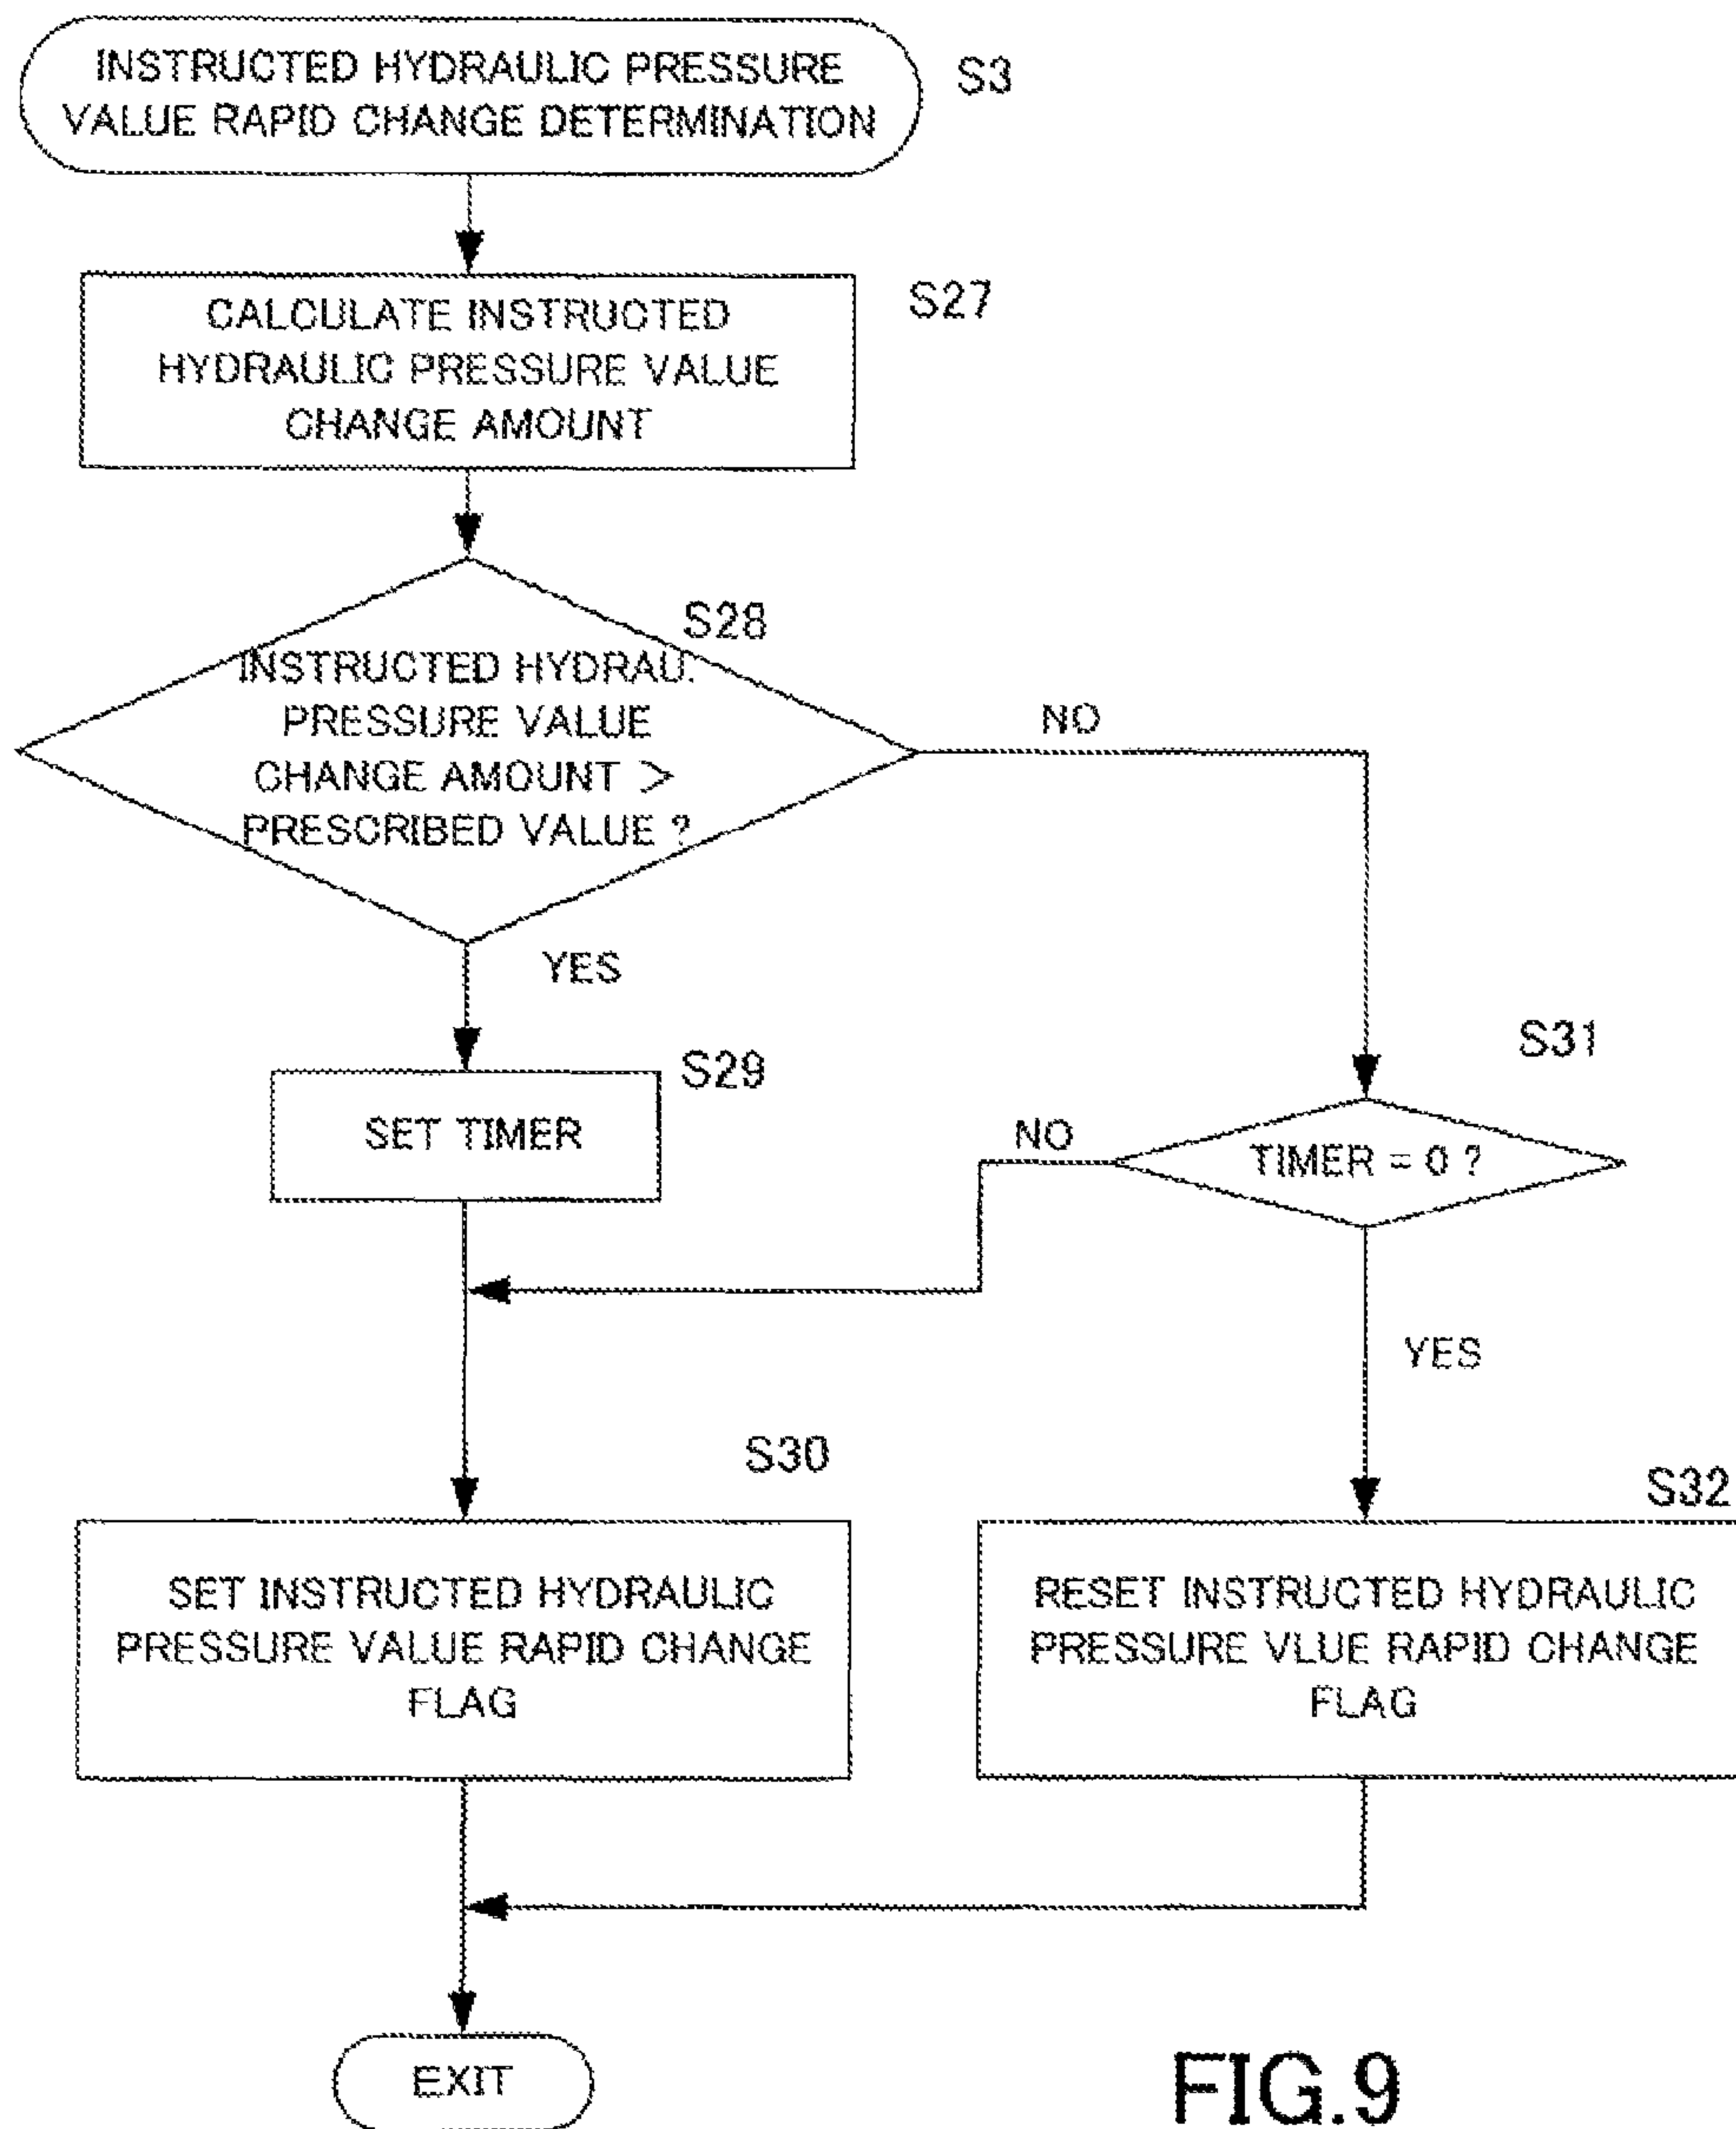 INSTRUCTED HYDRAULIC PRESSURE
VALUE RAPID CHANGE DETERMINATION
S3
CALCULATE INSTRUCTED
HYDRAULIC PRESSURE VALUE
CHANGE AMOUNT
S27
S28
INSTRUCTED HYDRAU.
PRESSURE VALUE
CHANGE AMOUNT >
PRESCRIBED VALUE ?
NO
YES
S29
SET TIMER
S31
TIMER = 0 ?
NO
YES
S30
SET INSTRUCTED HYDRAULIC
PRESSURE VALUE RAPID CHANGE
FLAG
S32
RESET INSTRUCTED HYDRAULIC
PRESSURE VLUE RAPID CHANGE
FLAG
EXIT
FIG.9